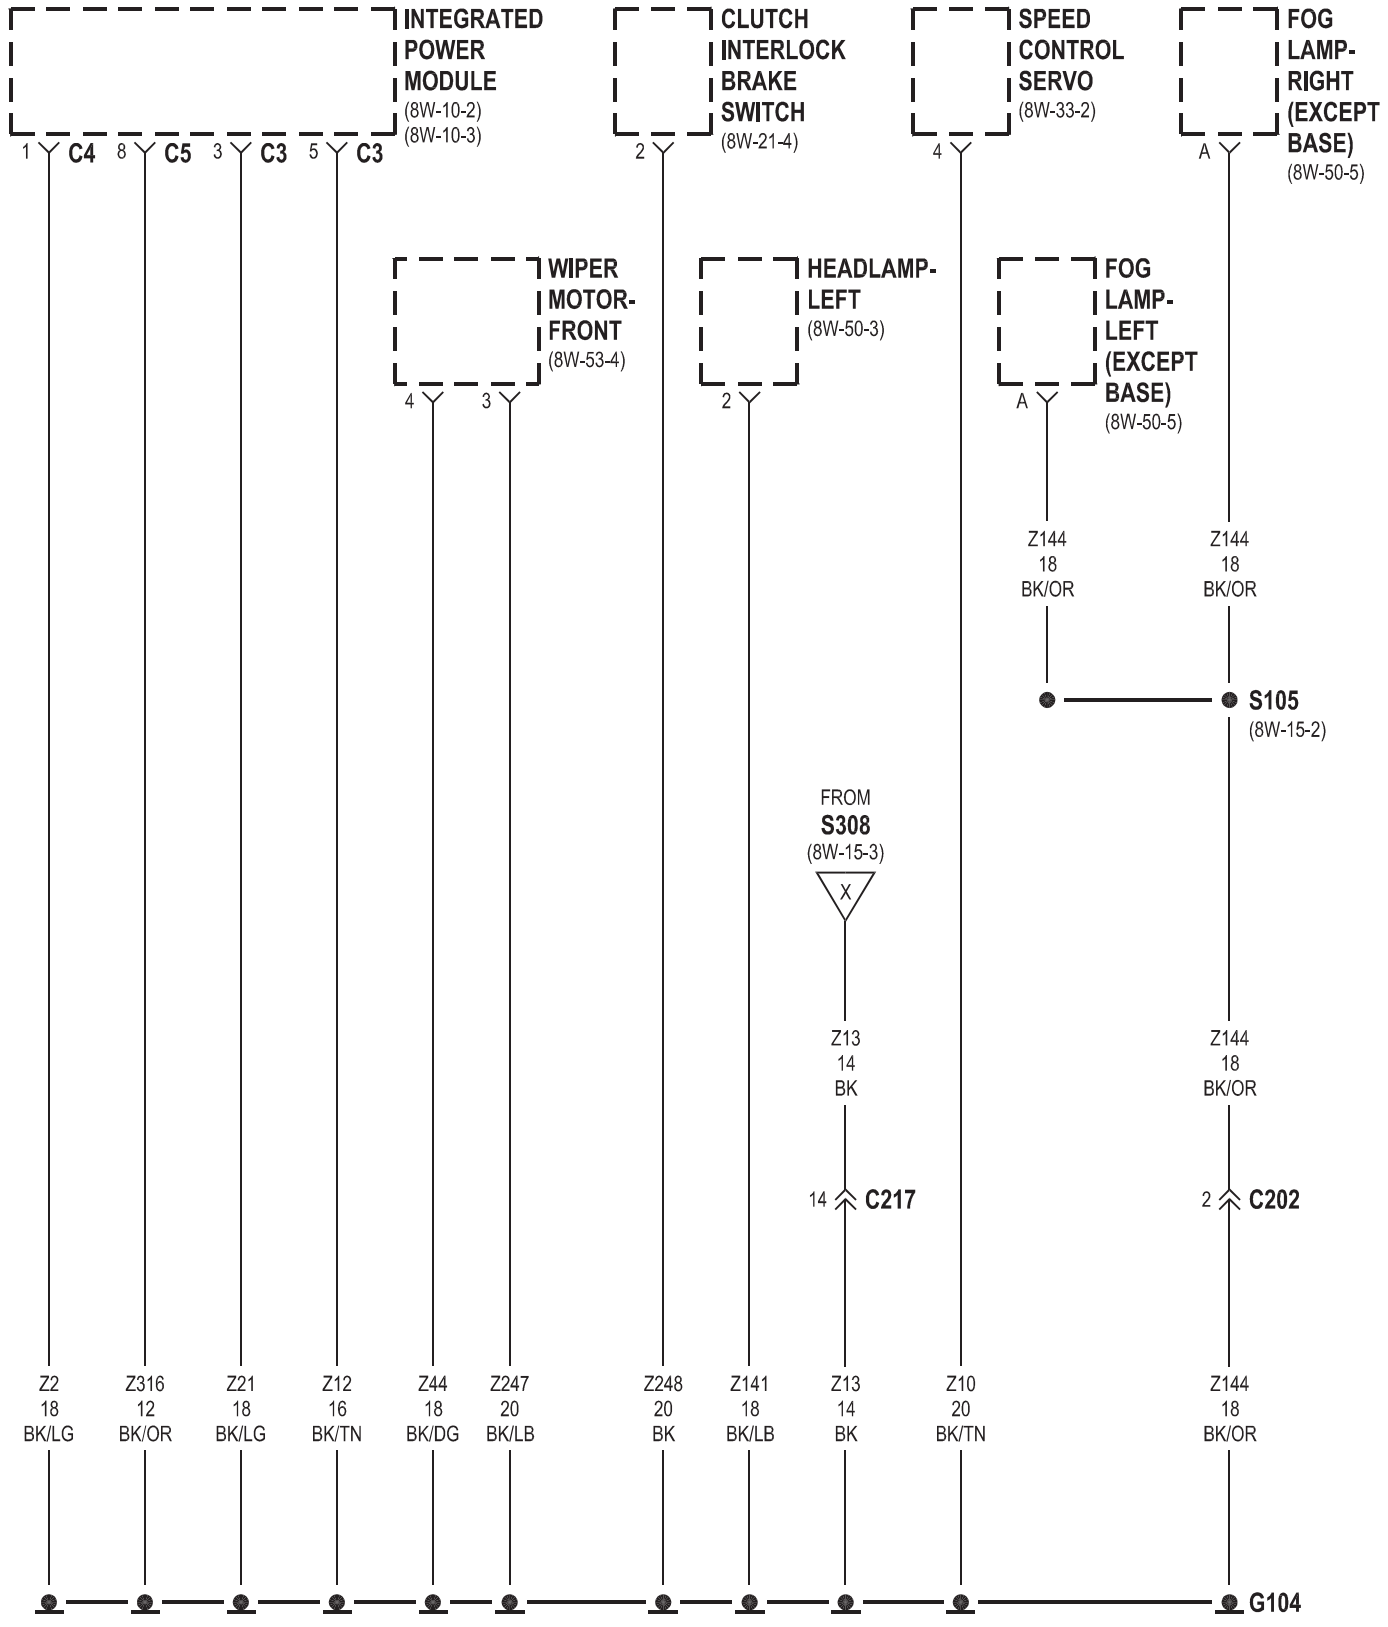 INTEGRATED
POWER
MODULE
(8W-10-2)
(8W-10-3)
CLUTCH
INTERLOCK
BRAKE
SWITCH
(8W-21-4)
SPEED
CONTROL
SERVO
(8W-33-2)
FOG
LAMP-
RIGHT
(EXCEPT
BASE)
(8W-50-5)
1 C4 8 C5 3 C3 5 C3 2 4 A
WIPER
MOTOR-
FRONT
(8W-53-4)
HEADLAMP-
LEFT
(8W-50-3)
FOG
LAMP-
LEFT
(EXCEPT
BASE)
(8W-50-5)
4 3 2 A
Z144 Z144
18 18
BK/OR BK/OR
S105
(8W-15-2)
FROM
S308
(8W-15-3)
X
Z13 Z144
14 18
BK BK/OR
14 C217 2 C202
Z2 Z316 Z21 Z12 Z44 Z247 Z248 Z141 Z13 Z10 Z144
18 12 18 16 18 20 20 18 14 20 18
BK/LG BK/OR BK/LG BK/TN BK/DG BK/LB BK BK/LB BK BK/TN BK/OR
G104